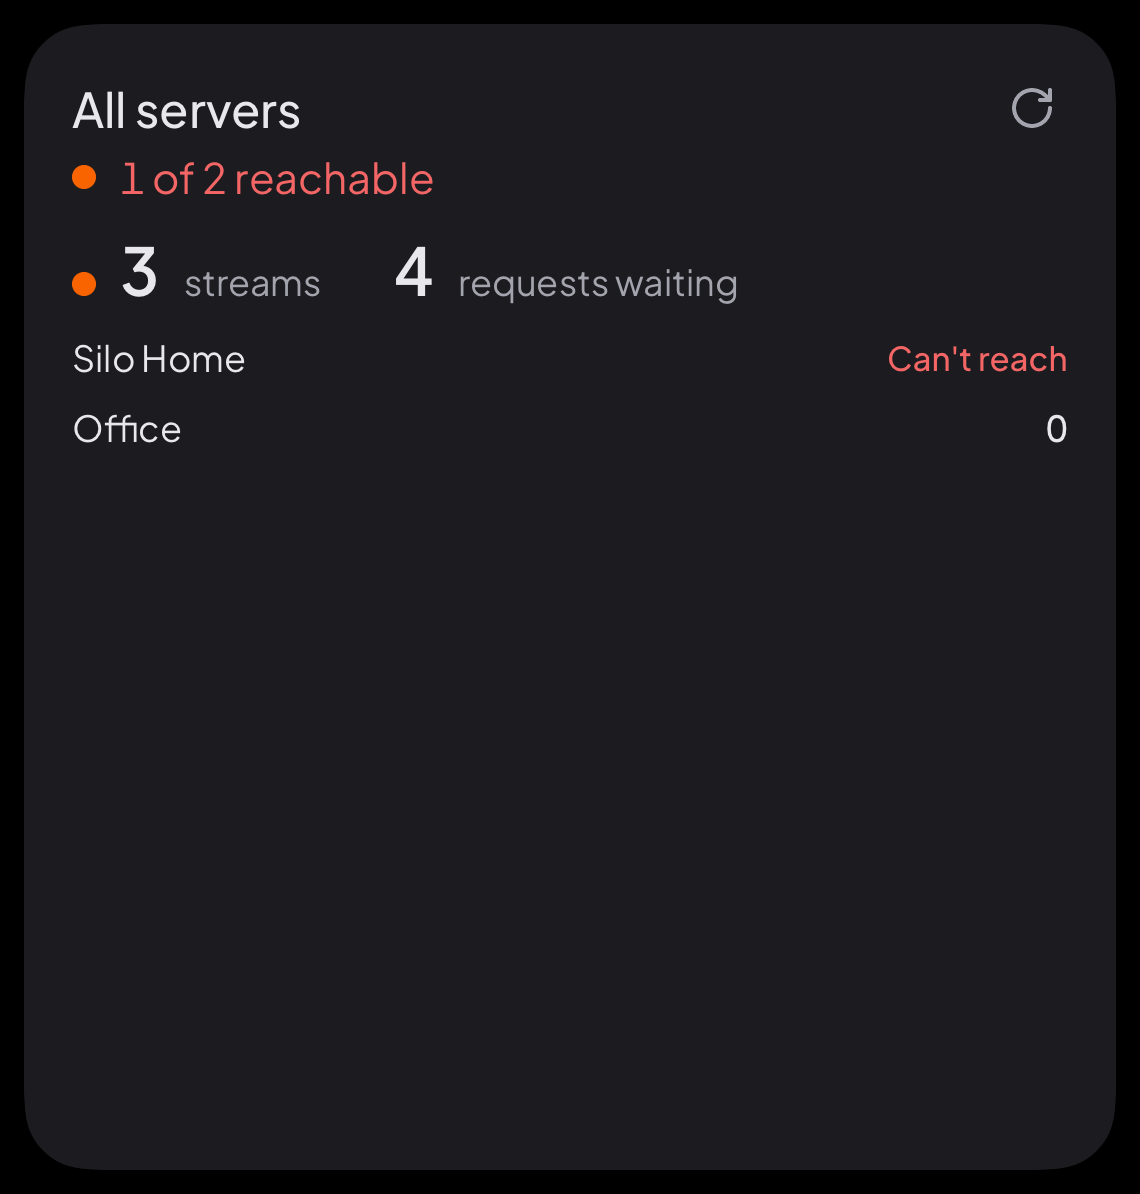 All servers
1 of 2 reachable
3 streams 4 requests waiting
Silo Home Can't reach
Office 0